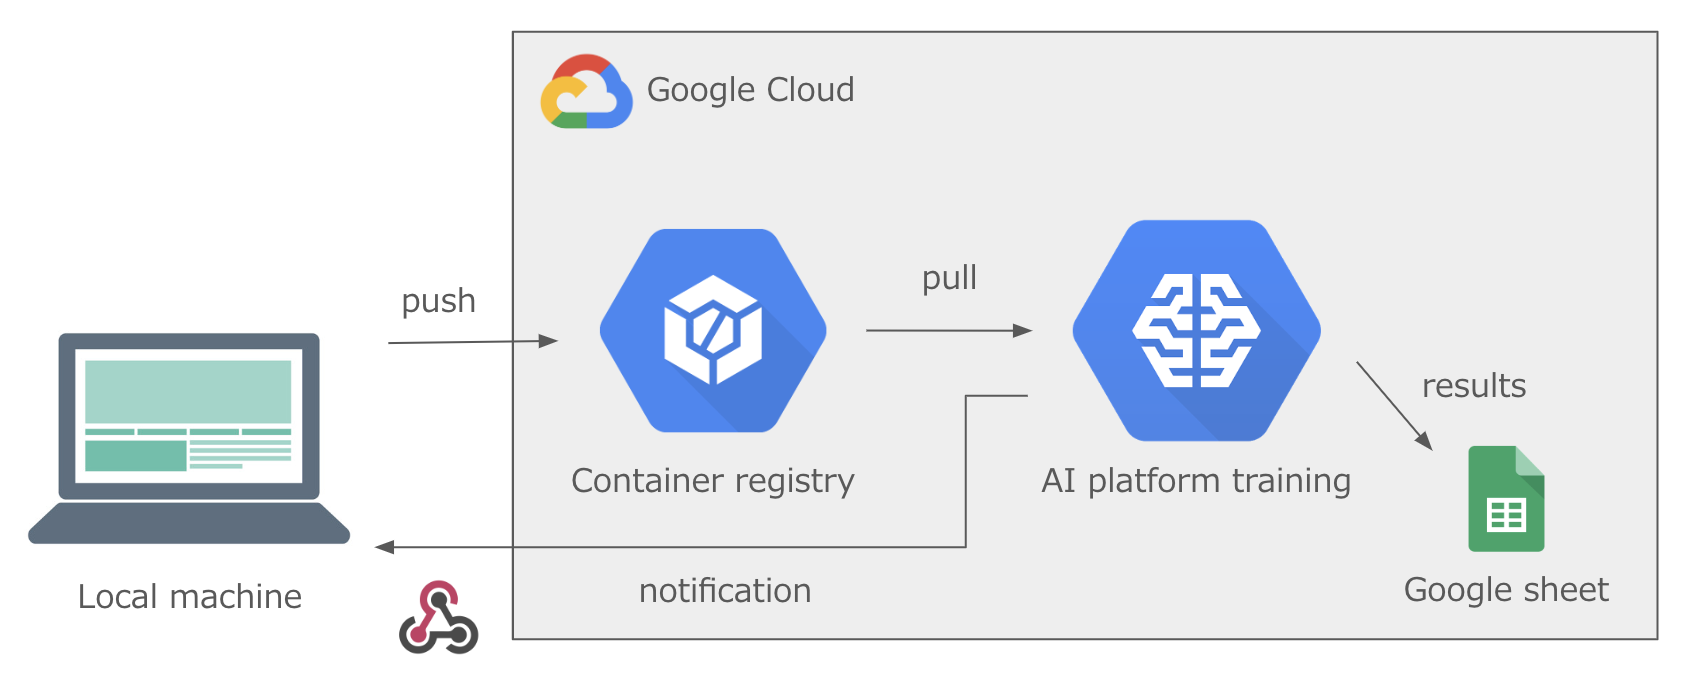 Google Cloud
push
pull
results
Container registry
AI platform training
Local machine
notification
Google sheet